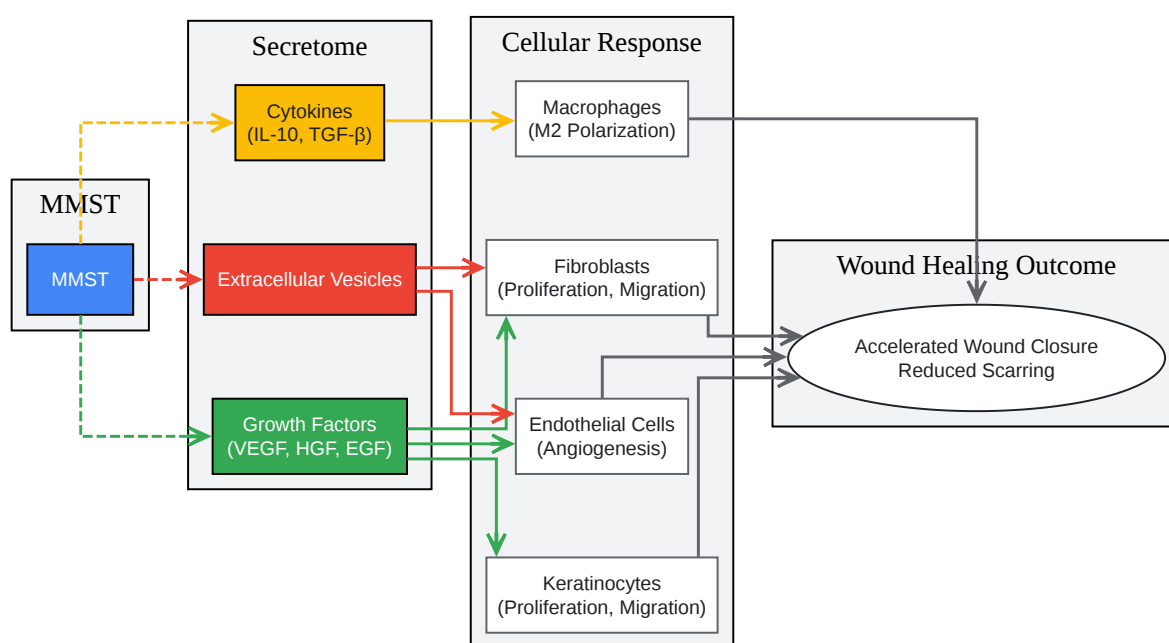 MMST
MMST
Secretome
Cytokines
(IL-10, TGF-β)
Extracellular Vesicles
Growth Factors
(VEGF, HGF, EGF)
Cellular Response
Macrophages
(M2 Polarization)
Fibroblasts
(Proliferation, Migration)
Endothelial Cells
(Angiogenesis)
Keratinocytes
(Proliferation, Migration)
Wound Healing Outcome
Accelerated Wound Closure
Reduced Scarring